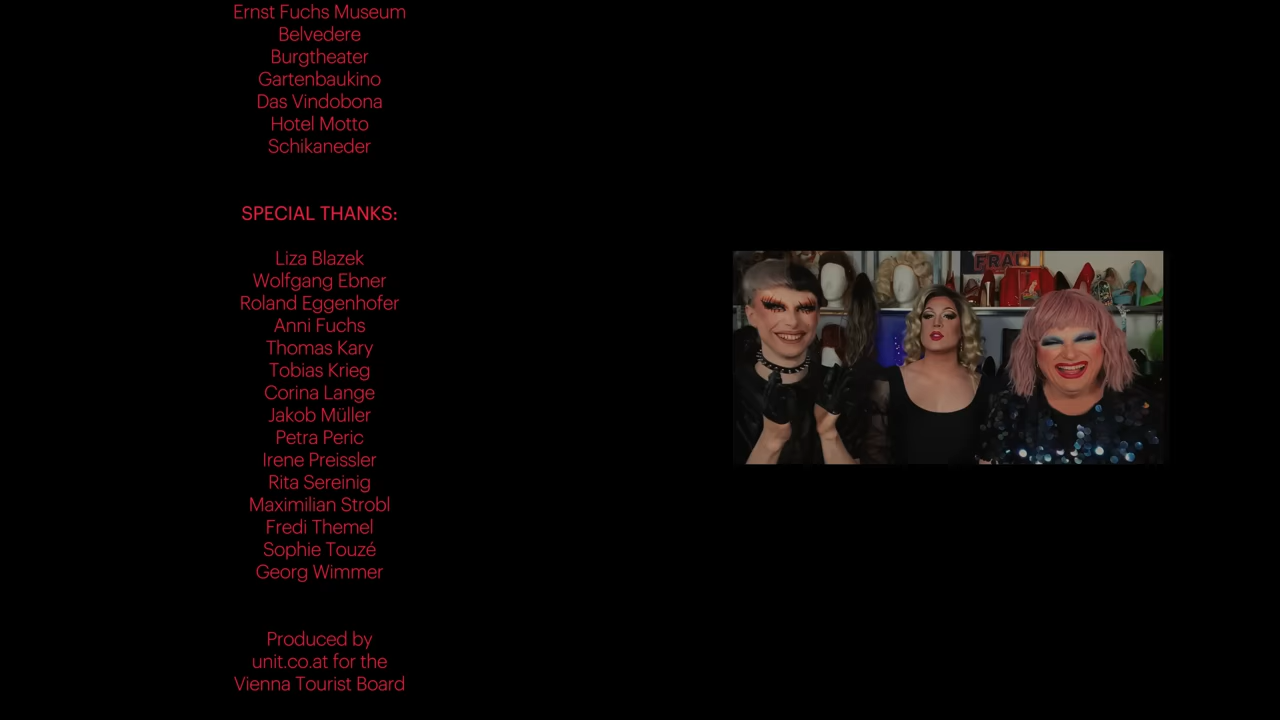 Ernst Fuchs Museum
Belvedere
Burgtheater
Gartenbaukino
Das Vindobona
Hotel Motto
Schikaneder
SPECIAL THANKS:
Liza Blazek
Wolfgang Ebner
Roland Eggenhofer
Anni Fuchs
Thomas Kary
Tobias Krieg
Corina Lange
Jakob Müller
Petra Peric
Irene Preissler
Rita Sereinig
Maximilian Strobl
Fredi Themel
Sophie Touzé
Georg Wimmer
Produced by
unit.co.at for the
Vienna Tourist Board
FRAU